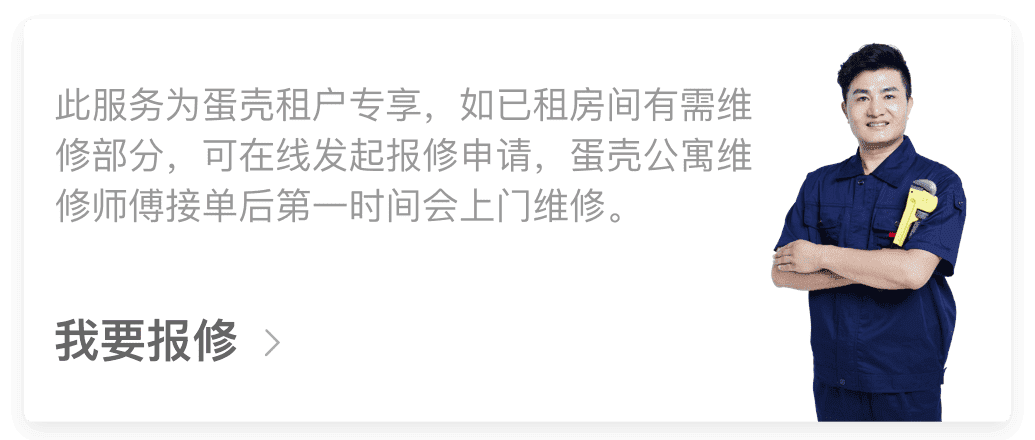 此服务为蛋壳租户专享，如已租房间有需维
修部分，可在线发起报修申请，蛋壳公寓维
修师傅接单后第一时间会上门维修。
我要报修 >